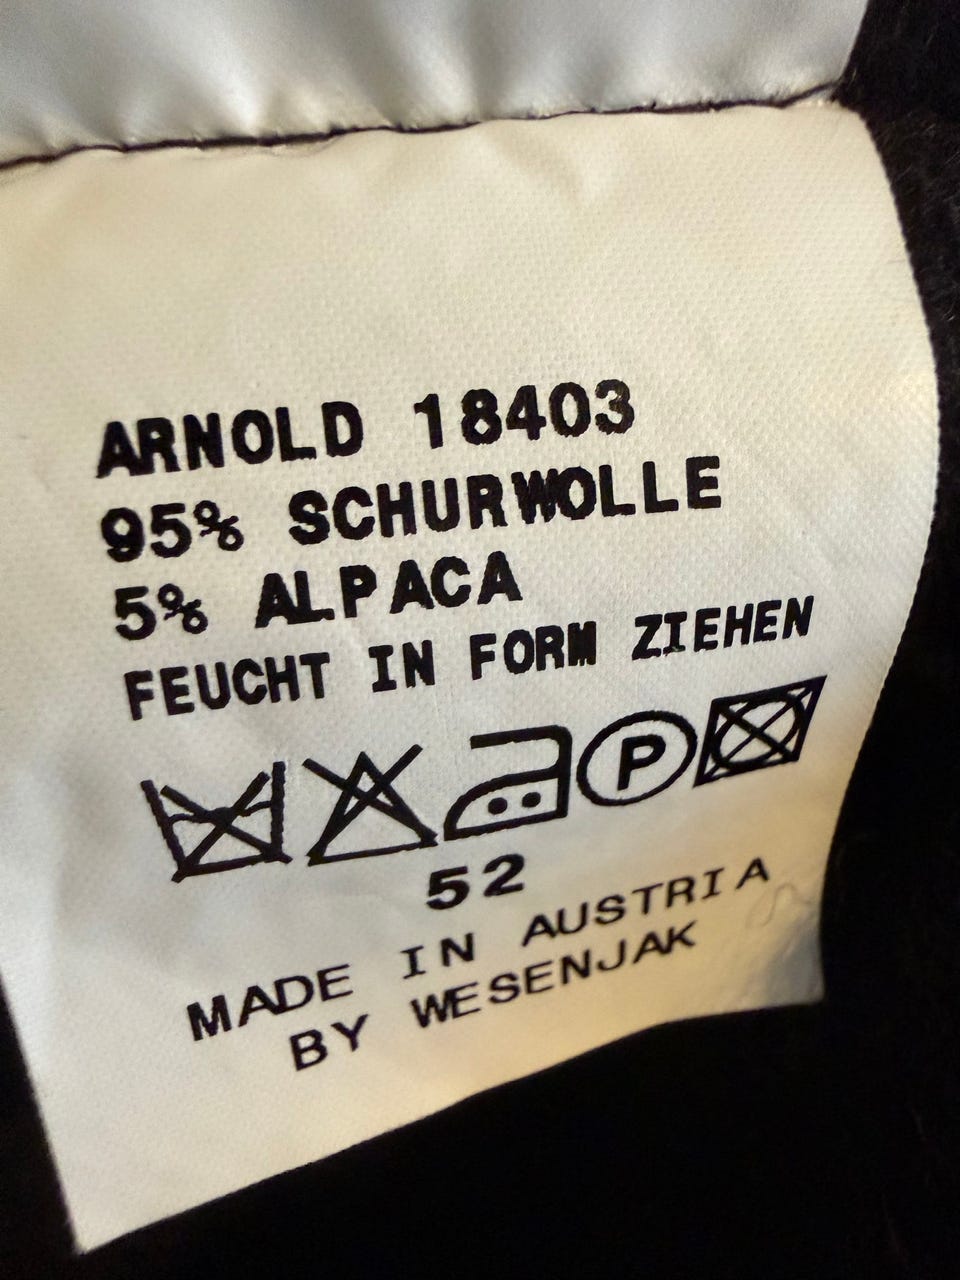 ARNOLD 18403
95% SCHURWOLLE
5% ALPACA
FEUCHT IN FORM ZIEHEN
P
52
MADE IN AUSTRIA
BY WESENJAK